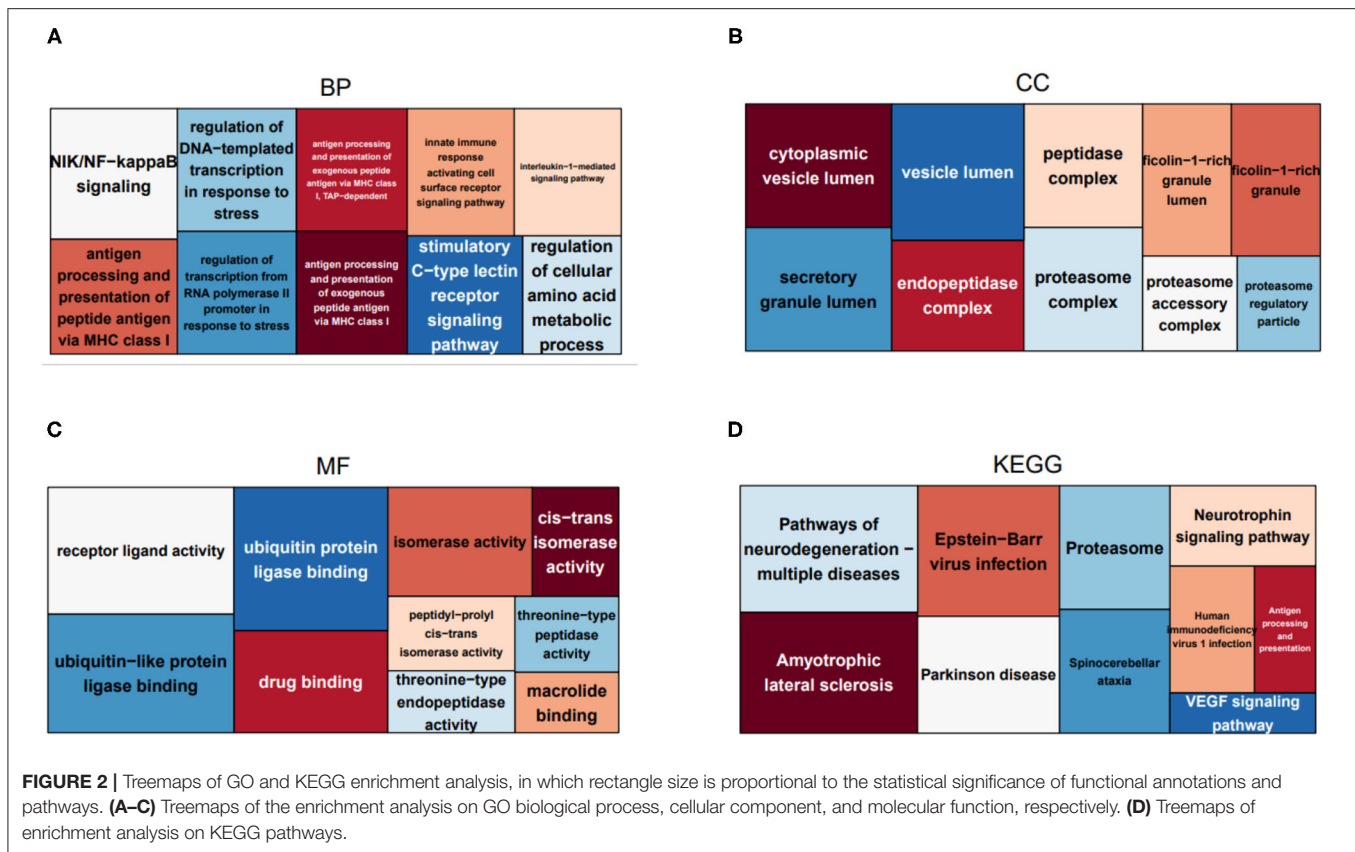 A
BP
NIK/NF−kappaB
signaling
regulation of
DNA−templated
transcription
in response to
stress
antigen processing
and presentation of
exogenous peptide
antigen via MHC class
I, TAP−dependent
innate immune
response
activating cell
surface receptor
signaling pathway
interleukin−1−mediated
signaling pathway
antigen
processing and
presentation of
peptide antigen
via MHC class I
regulation of
transcription from
RNA polymerase II
promoter in
response to stress
antigen processing
and presentation
of exogenous
peptide antigen
via MHC class I
stimulatory
C−type lectin
receptor
signaling
pathway
regulation
of cellular
amino acid
metabolic
process
B
CC
cytoplasmic
vesicle lumen
vesicle lumen
peptidase
complex
ficolin−1−rich
granule
lumen
ficolin−1−rich
granule
secretory
granule lumen
endopeptidase
complex
proteasome
complex
proteasome
accessory
complex
proteasome
regulatory
particle
C
MF
receptor ligand activity
ubiquitin protein
ligase binding
isomerase activity
cis−trans
isomerase
activity
ubiquitin−like protein
ligase binding
drug binding
peptidyl−prolyl
cis−trans
isomerase activity
threonine−type
peptidase
activity
threonine−type
endopeptidase
activity
macrolide
binding
D
KEGG
Pathways of
neurodegeneration −
multiple diseases
Epstein−Barr
virus infection
Proteasome
Neurotrophin
signaling pathway
Amyotrophic
lateral sclerosis
Parkinson disease
Spinocerebellar
ataxia
Human
immunodeficiency
virus 1 infection
Antigen
processing
and
presentation
VEGF signaling
pathway
FIGURE 2 | Treemaps of GO and KEGG enrichment analysis, in which rectangle size is proportional to the statistical significance of functional annotations and
pathways. (A–C) Treemaps of the enrichment analysis on GO biological process, cellular component, and molecular function, respectively. (D) Treemaps of
enrichment analysis on KEGG pathways.